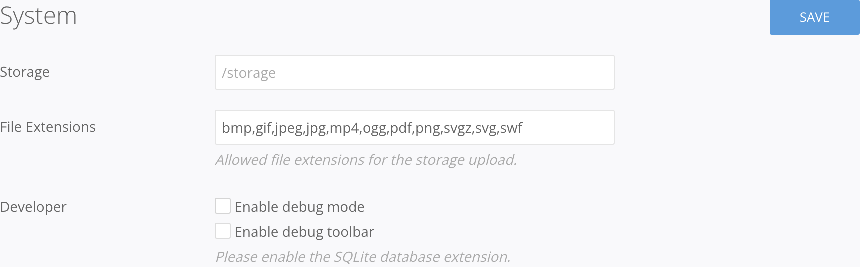 System
SAVE
Storage
/storage
File Extensions
bmp,gif,jpeg,jpg,mp4,ogg,pdf,png,svgz,svg,swf
Allowed file extensions for the storage upload.
Developer
Enable debug mode
Enable debug toolbar
Please enable the SQLite database extension.